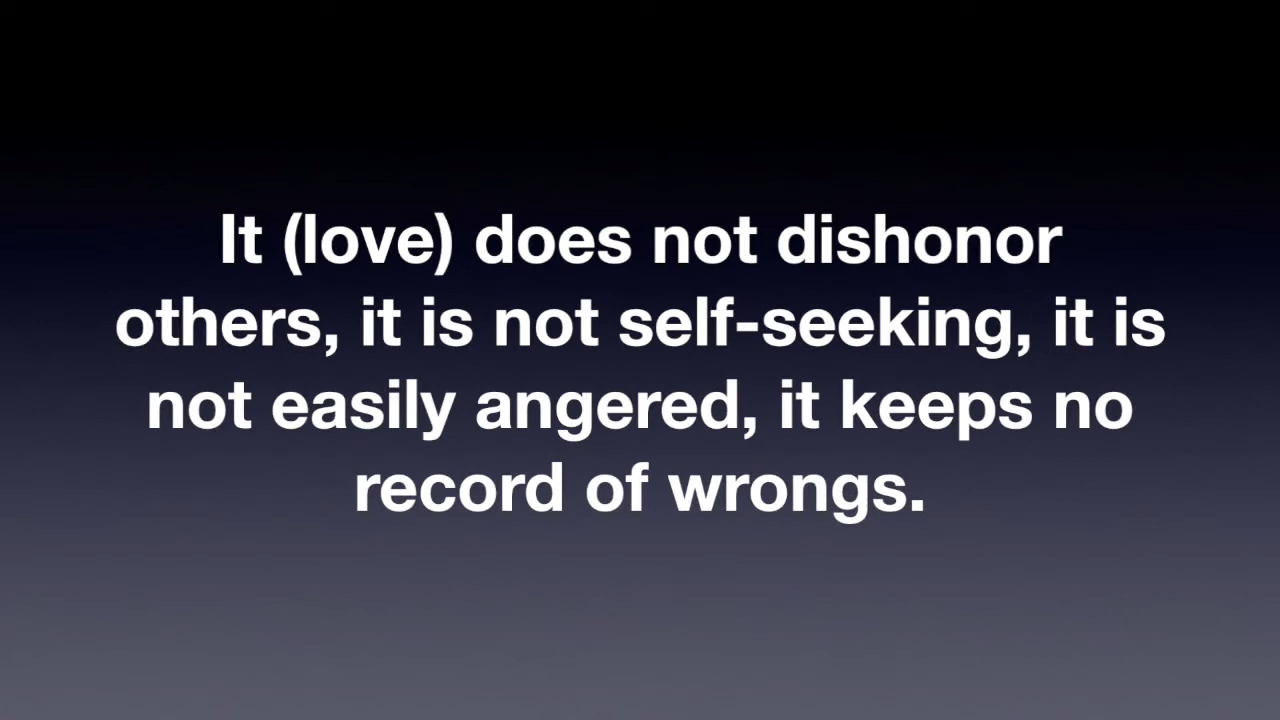 It (love) does not dishonor
others, it is not self-seeking, it is
not easily angered, it keeps no
record of wrongs.